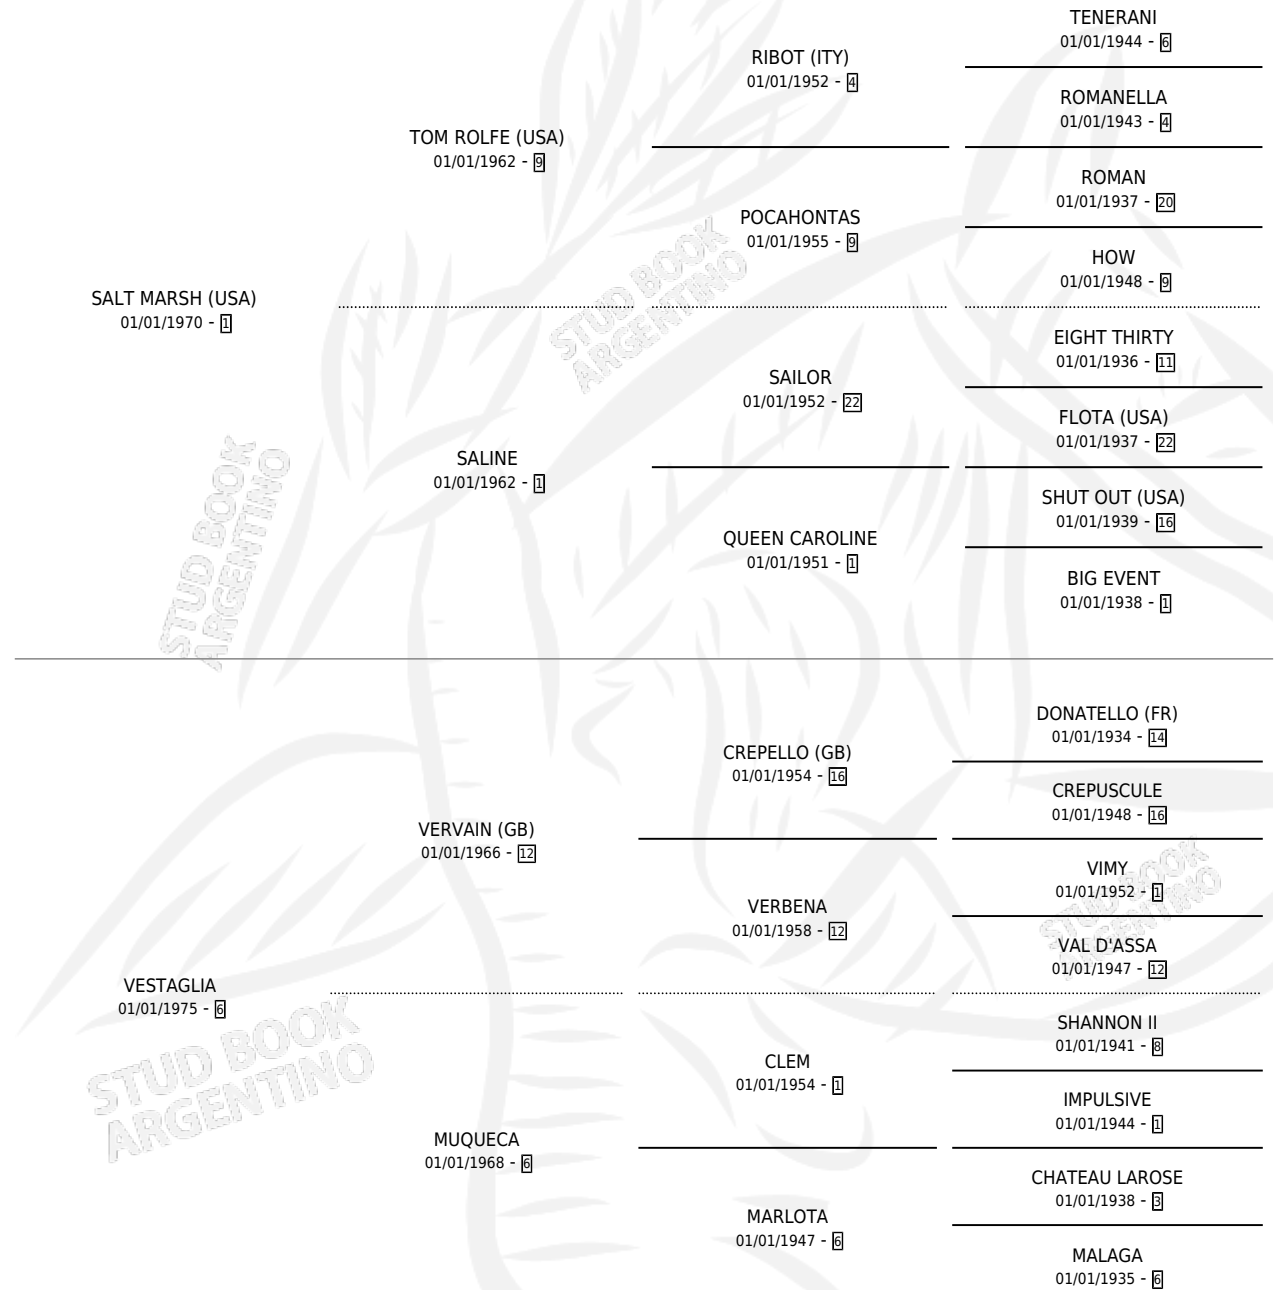 TENERANI
01/01/1944 - 6
RIBOT (ITY)
01/01/1952 - 4
ROMANELLA
01/01/1943 - 4
TOM ROLFE (USA)
01/01/1962 - 9
ROMAN
01/01/1937 - 20
POCAHONTAS
01/01/1955 - 9
HOW
01/01/1948 - 9
SALT MARSH (USA)
01/01/1970 - 1
EIGHT THIRTY
01/01/1936 - 11
SAILOR
01/01/1952 - 22
FLOTA (USA)
01/01/1937 - 22
SALINE
01/01/1962 - 1
SHUT OUT (USA)
01/01/1939 - 16
QUEEN CAROLINE
01/01/1951 - 1
BIG EVENT
01/01/1938 - 1
STUD BOOK
ARGENTINO
STUD BOOK
ARGENTINO
DONATELLO (FR)
01/01/1934 - 14
CREPELLO (GB)
01/01/1954 - 16
CREPUSCULE
01/01/1948 - 16
VERVAIN (GB)
01/01/1966 - 12
VIMY
01/01/1952 - 1
VERBENA
01/01/1958 - 12
VAL D'ASSA
01/01/1947 - 12
VESTAGLIA
01/01/1975 - 6
SHANNON II
01/01/1941 - 8
CLEM
01/01/1954 - 1
IMPULSIVE
01/01/1944 - 1
MUQUECA
01/01/1968 - 6
CHATEAU LAROSE
01/01/1938 - 3
MARLOTA
01/01/1947 - 6
MALAGA
01/01/1935 - 6
STUD BOOK
ARGENTINO
STUD BOOK
ARGENTINO